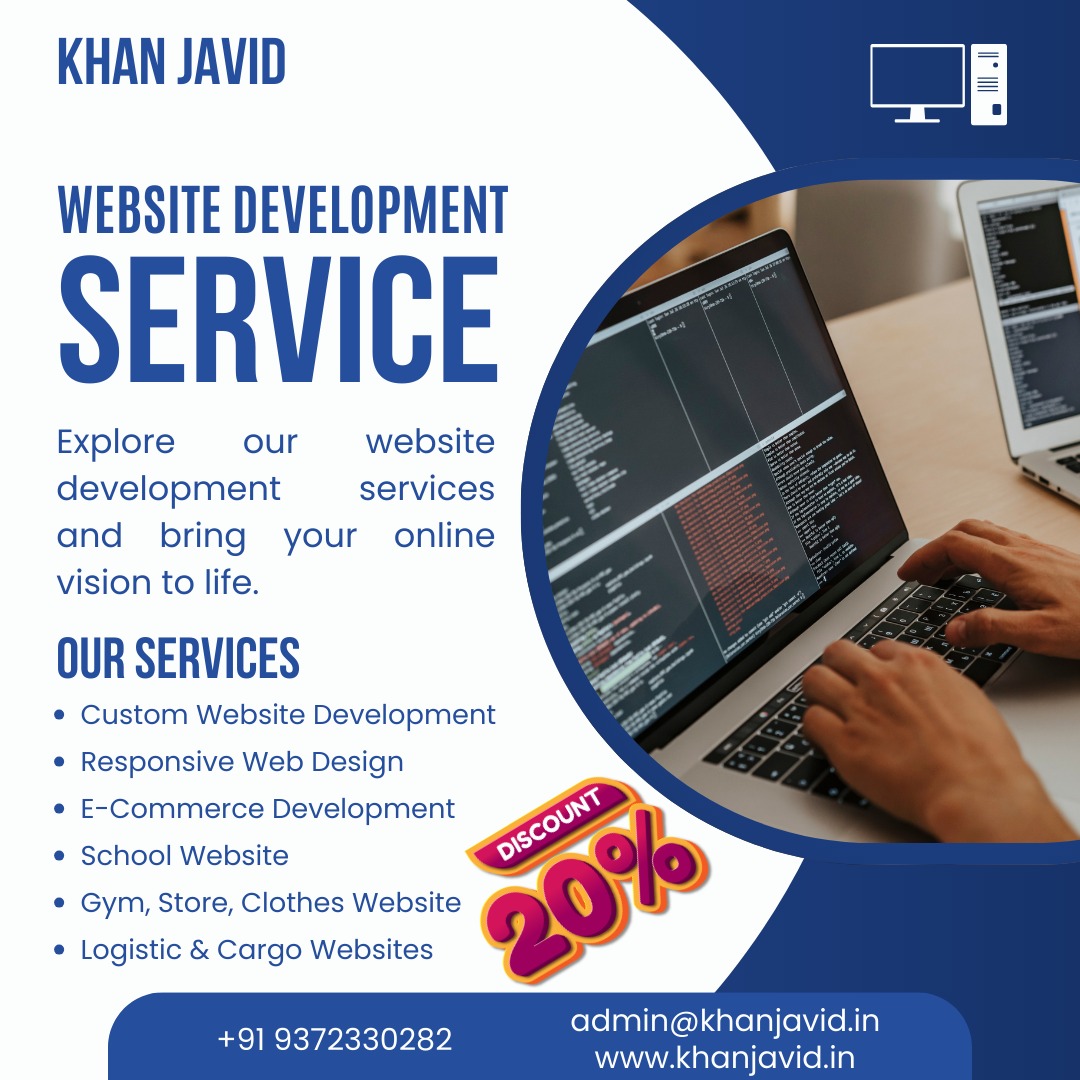 KHAN JAVID
WEBSITE DEVELOPMENT
SERVICE
Explore our website
development services
and bring your online
vision to life.
OUR SERVICES
• Custom Website Development
• Responsive Web Design
• E-Commerce Development
• School Website
• Gym, Store, Clothes Website
• Logistic & Cargo Websites
DISCOUNT
20%
+91 9372330282
admin@khanjavid.in
www.khanjavid.in